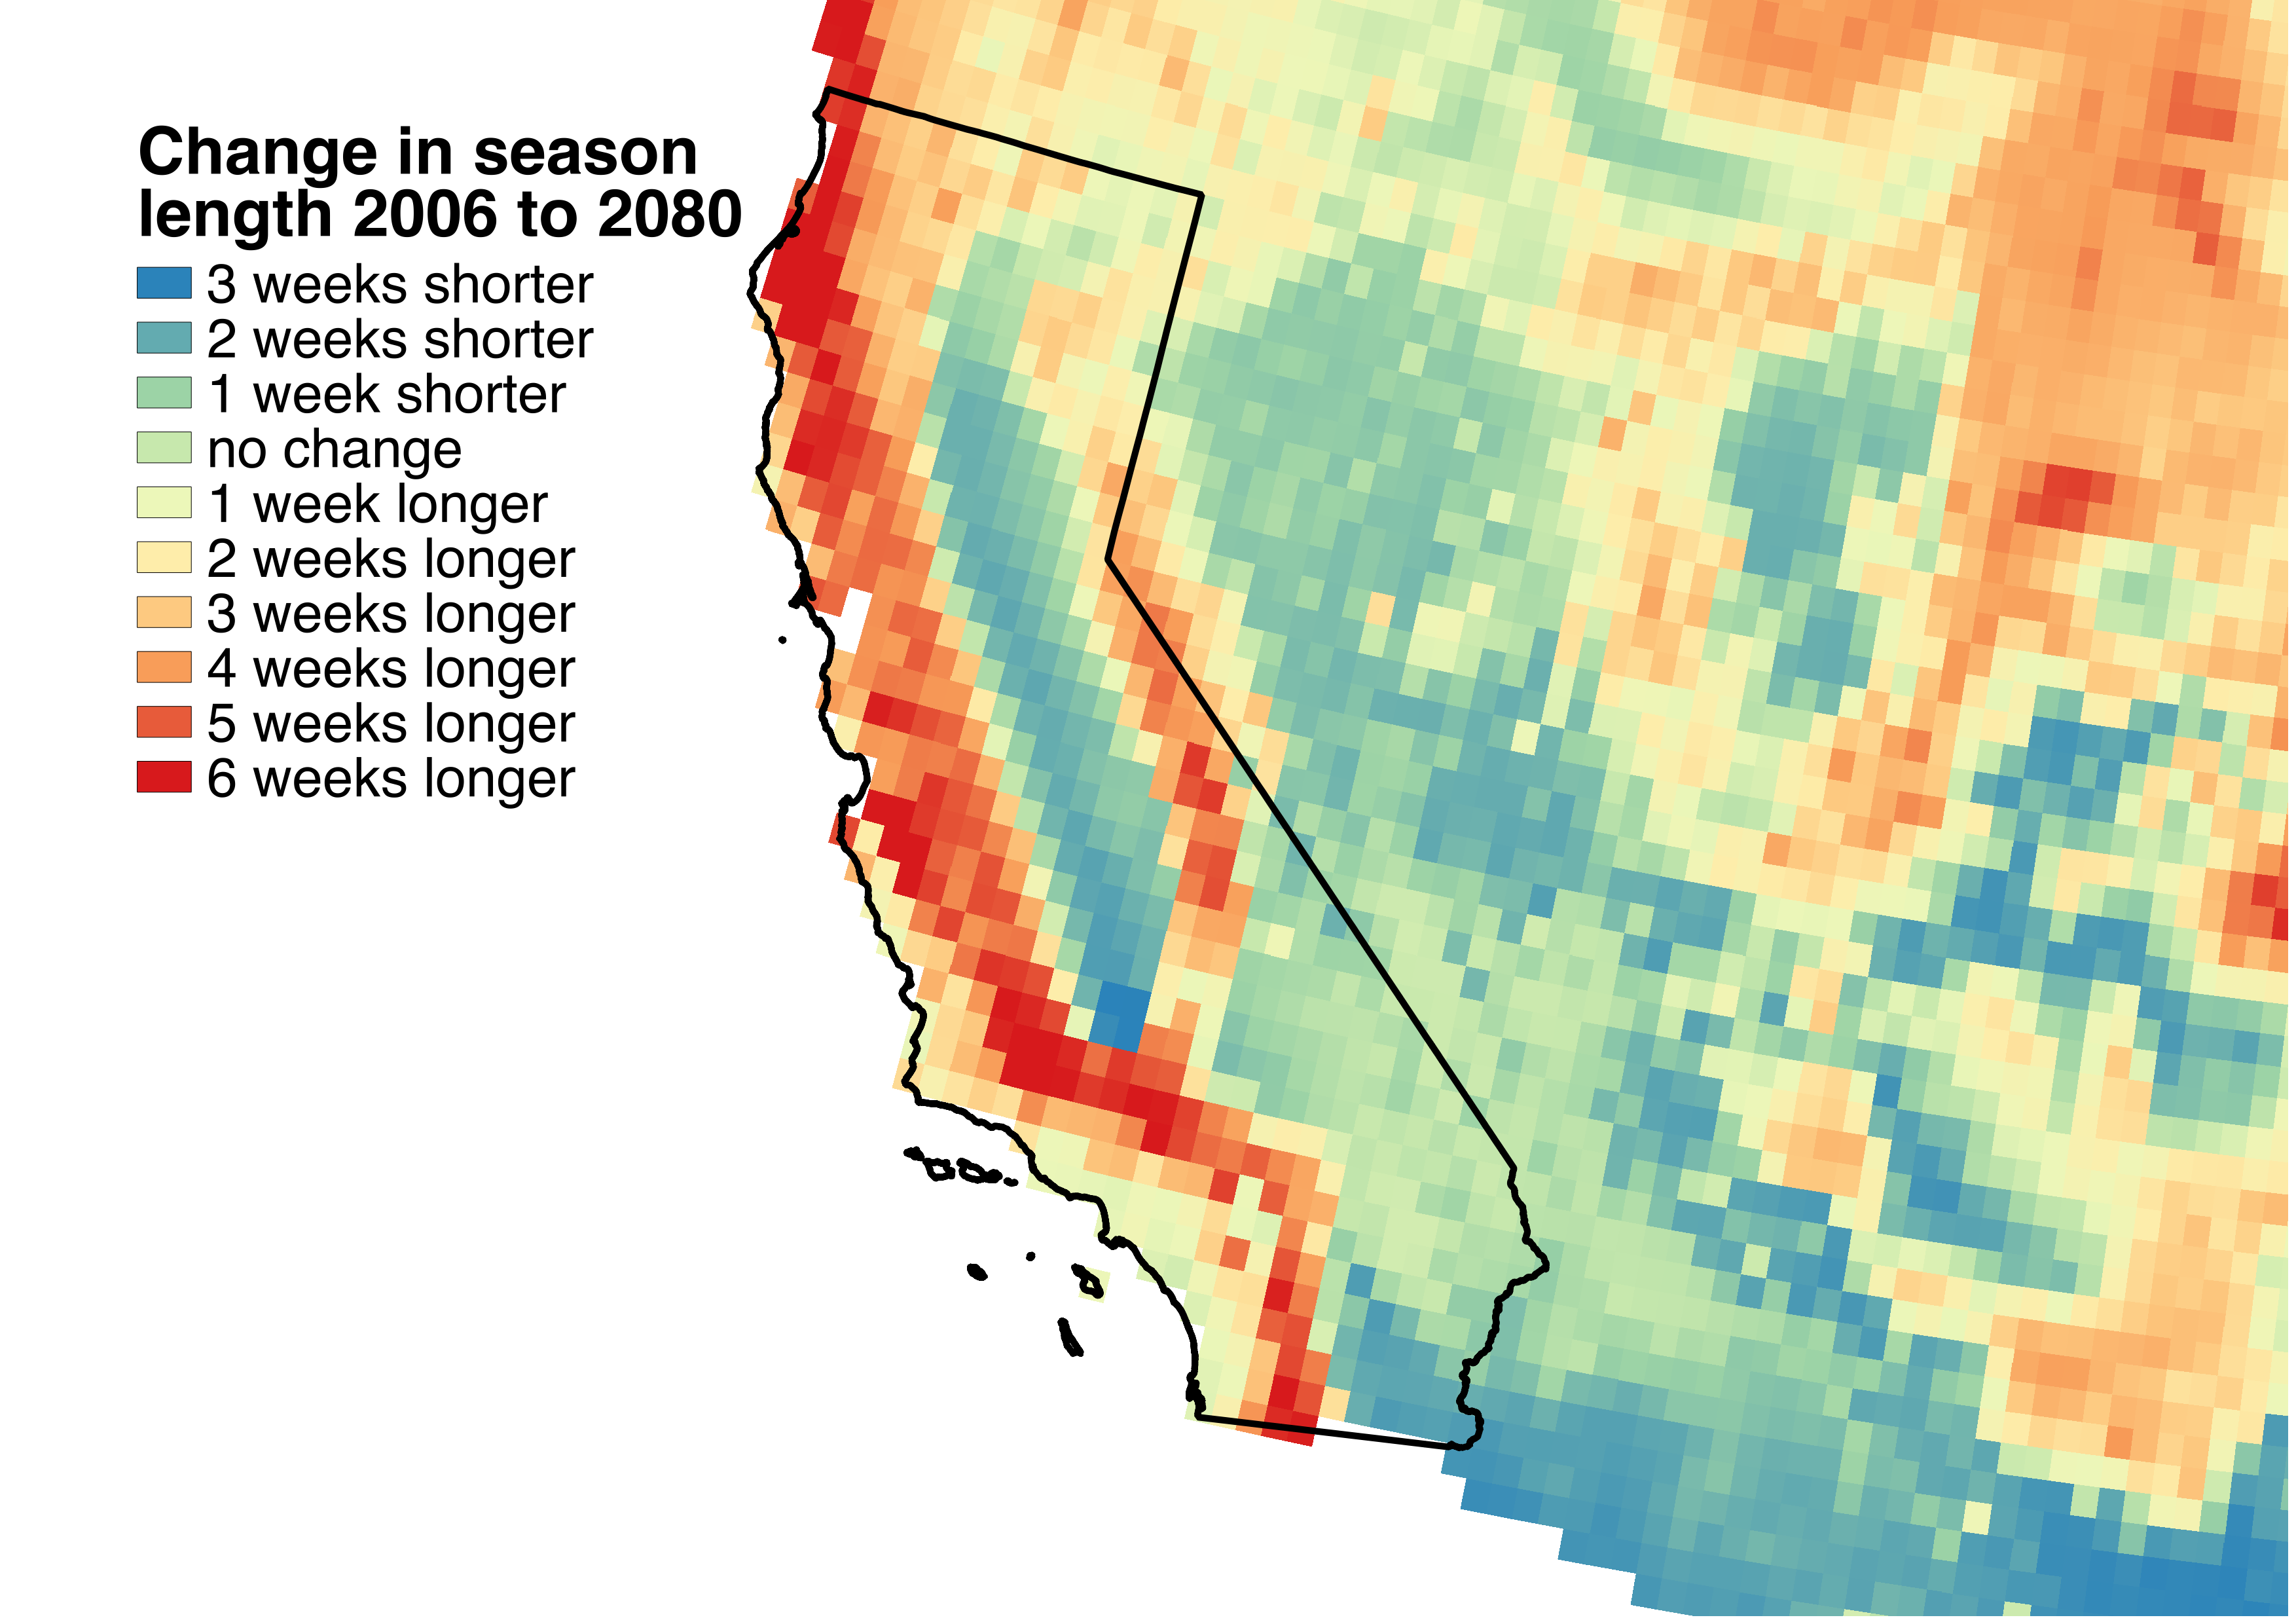 Change in season
length 2006 to 2080
3 weeks shorter
2 weeks shorter
1 week shorter
no change
1 week longer
2 weeks longer
3 weeks longer
4 weeks longer
5 weeks longer
6 weeks longer